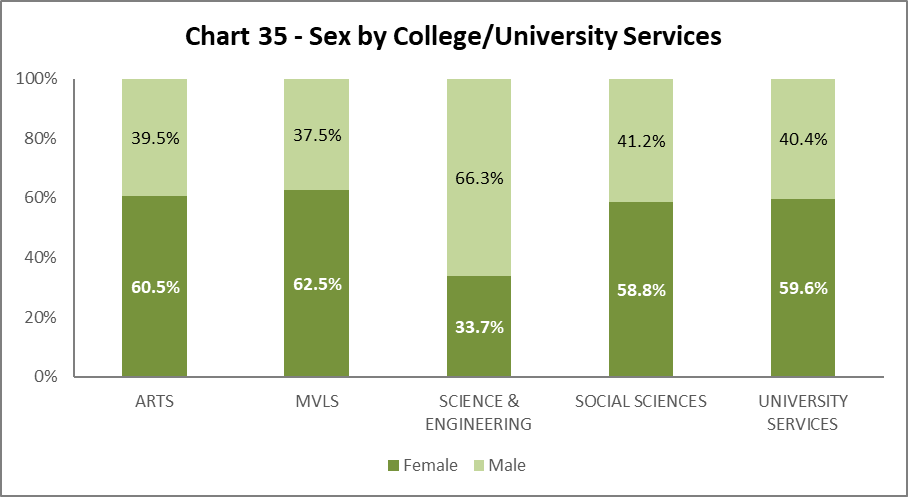 Chart 35 - Sex by College/University Services
100%
80%
60%
40%
20%
0%
39.5%
37.5%
66.3%
41.2%
40.4%
60.5%
62.5%
33.7%
58.8%
59.6%
ARTS
MVLS
SCIENCE &
ENGINEERING
SOCIAL SCIENCES
UNIVERSITY
SERVICES
Female
Male